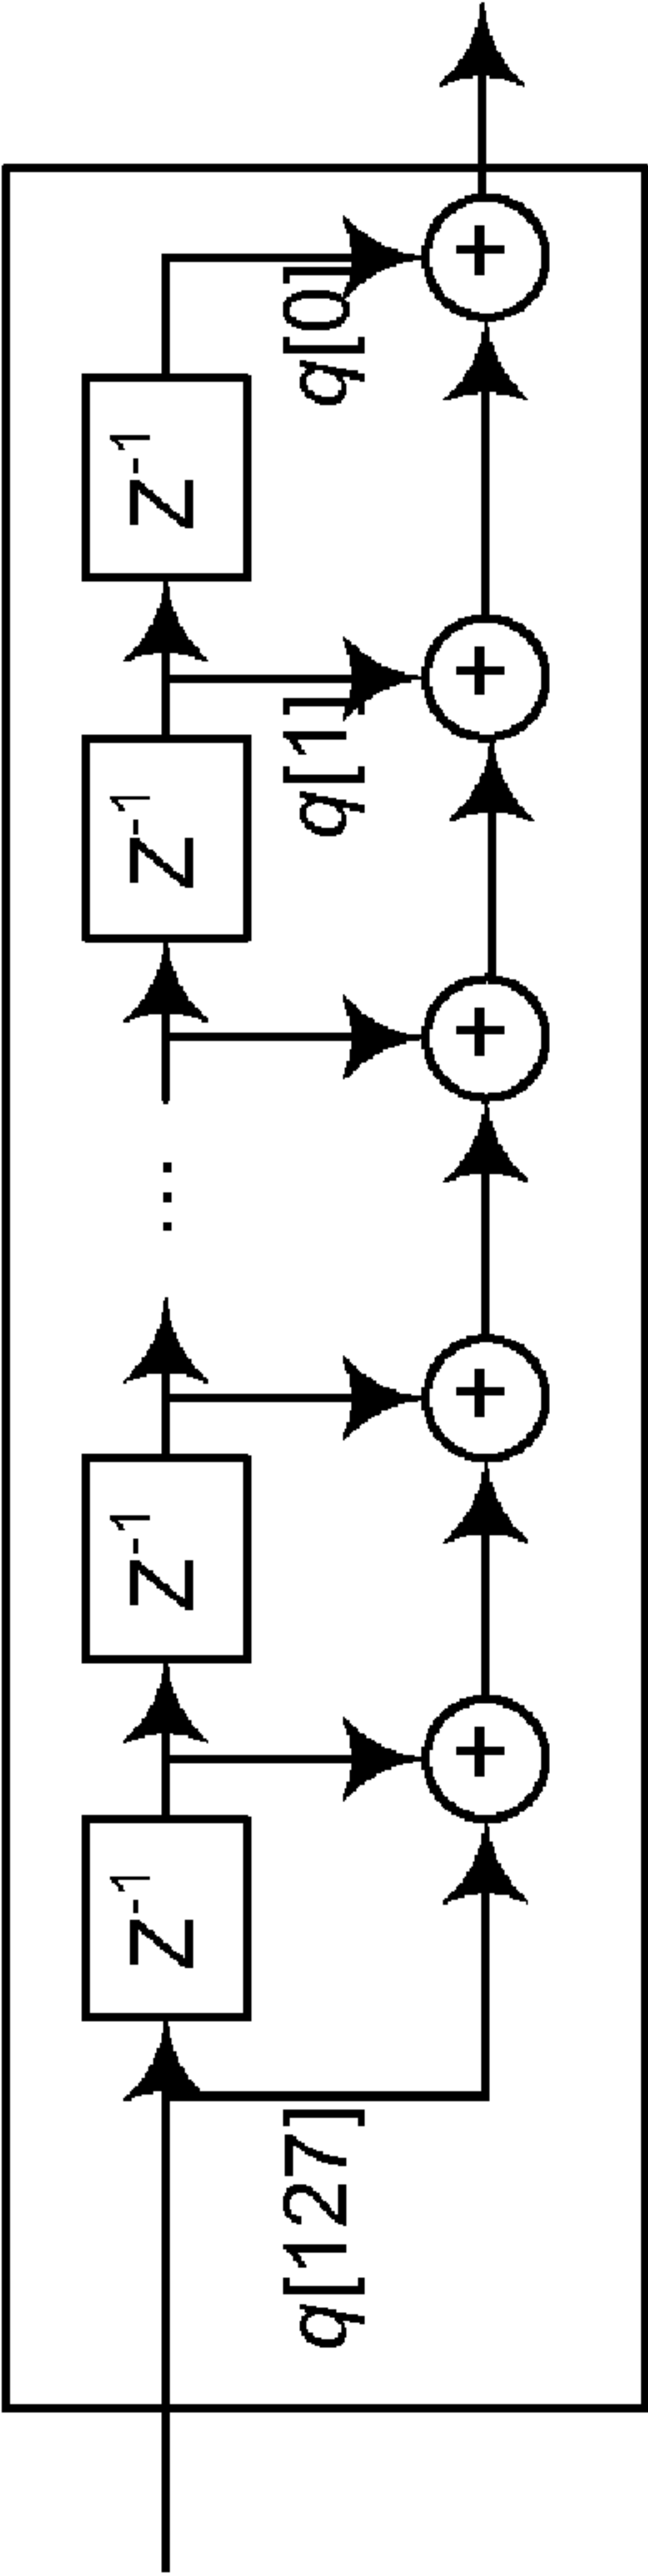 Z⁻¹ Z⁻¹ ... Z⁻¹ Z⁻¹
q[127] q[1] q[0]
+ + + + +